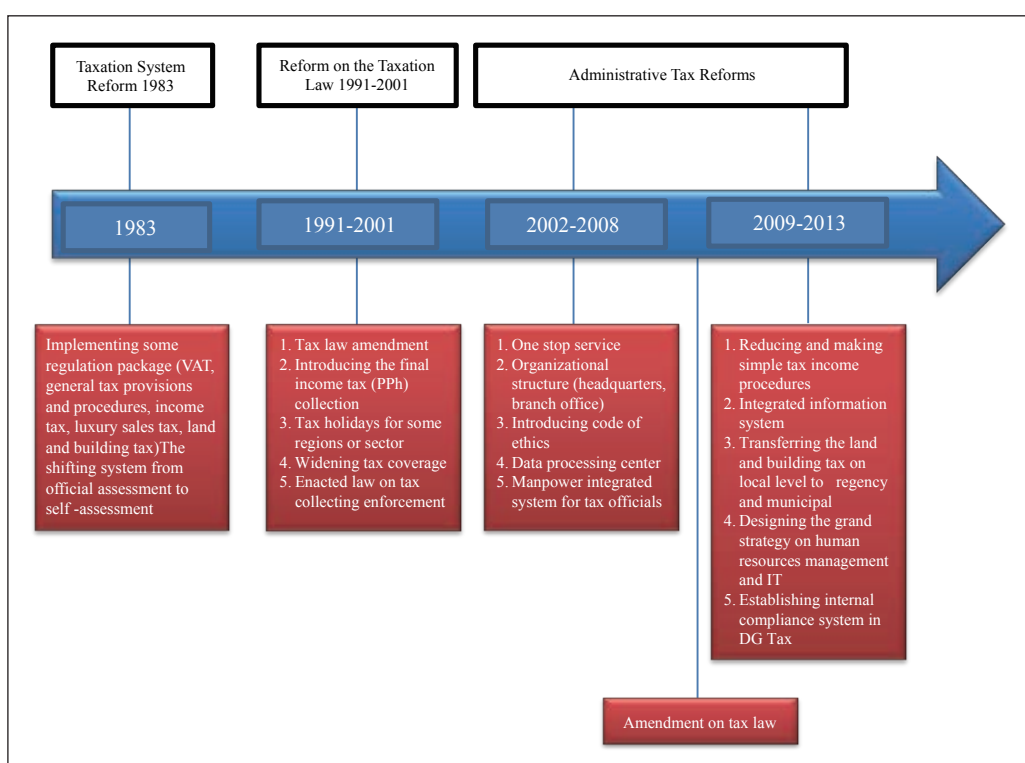 Taxation System
Reform 1983
Reform on the Taxation
Law 1991-2001
Administrative Tax Reforms
1983
1991-2001
2002-2008
2009-2013
Implementing some
regulation package (VAT,
general tax provisions
and procedures, income
tax, luxury sales tax, land
and building tax)The
shifting system from
official assessment to
self -assessment
1. Tax law amendment
2. Introducing the final
income tax (PPh)
collection
3. Tax holidays for some
regions or sector
4. Widening tax coverage
5. Enacted law on tax
collecting enforcement
1. One stop service
2. Organizational
structure (headquarters,
branch office)
3. Introducing code of
ethics
4. Data processing center
5. Manpower integrated
system for tax officials
1. Reducing and making
simple tax income
procedures
2. Integrated information
system
3. Transferring the land
and building tax on
local level to regency
and municipal
4. Designing the grand
strategy on human
resources management
and IT
5. Establishing internal
compliance system in
DG Tax
Amendment on tax law